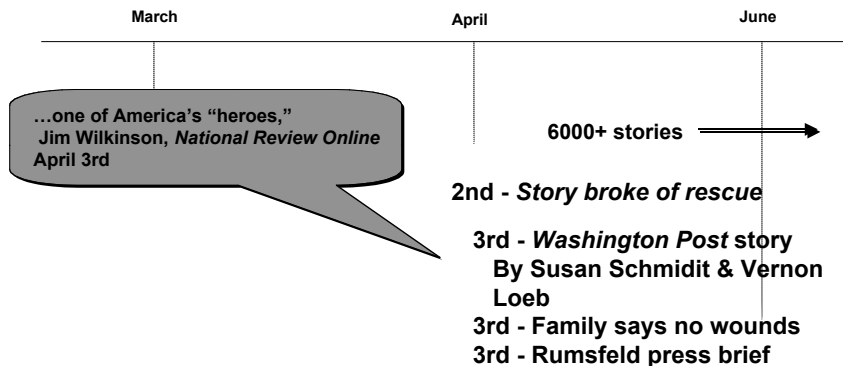 March
April
June
…one of America’s “heroes,”
Jim Wilkinson, National Review Online
April 3rd
6000+ stories
2nd - Story broke of rescue
3rd - Washington Post story
By Susan Schmidit & Vernon
Loeb
3rd - Family says no wounds
3rd - Rumsfeld press brief